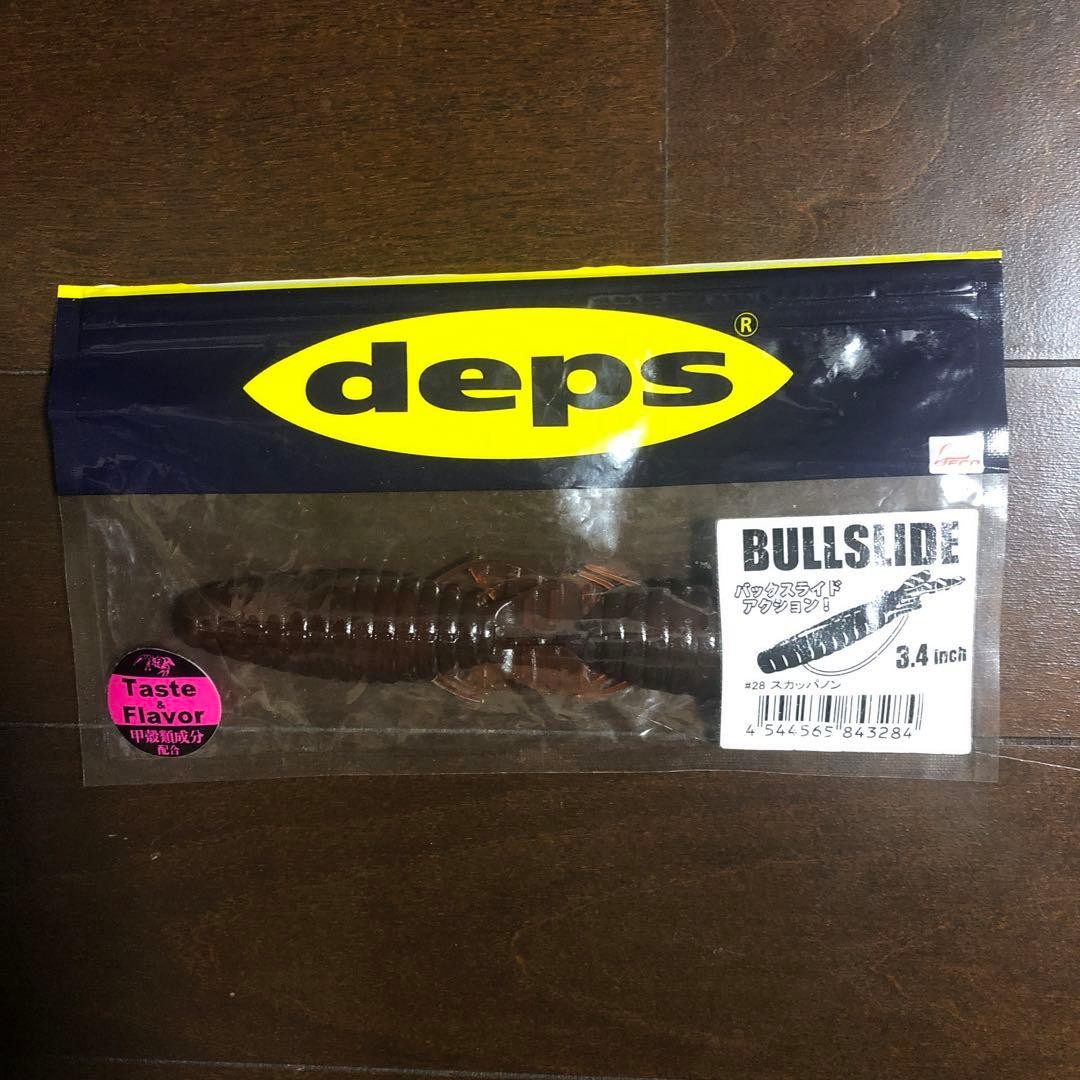 deps®
DECO
BULLSLIDE
バックスライド
アクション!
3.4 inch
#28 スカッパノン
4 544565 843284
Taste
&
Flavor
甲殻類成分
配合